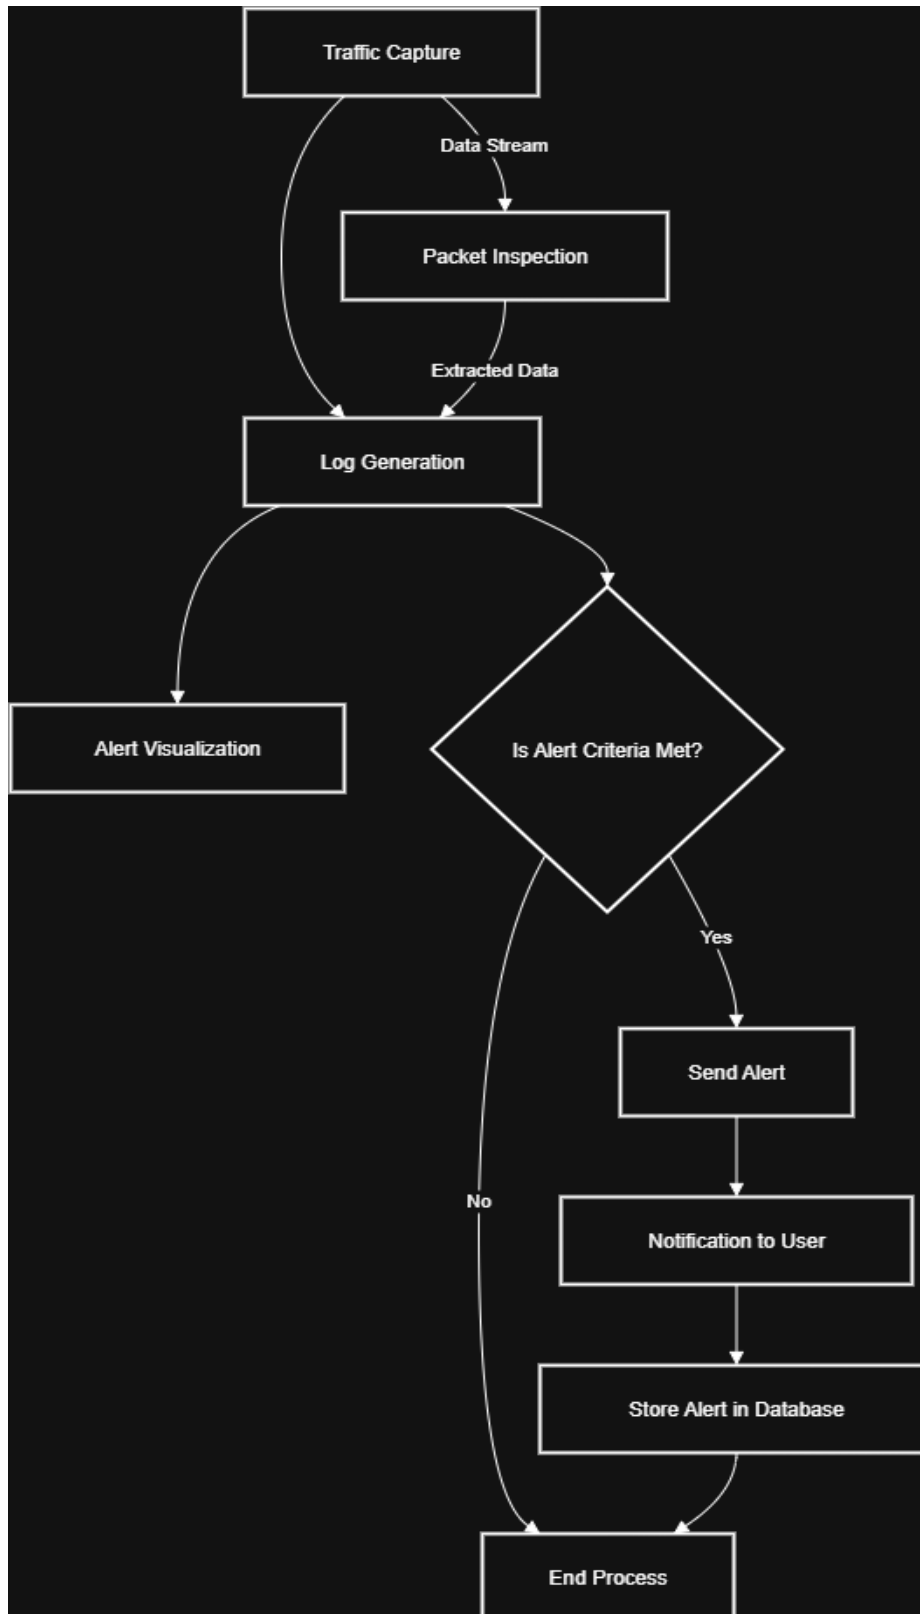 Traffic Capture
Data Stream
Packet Inspection
Extracted Data
Log Generation
Alert Visualization
Is Alert Criteria Met?
Yes
Send Alert
No
Notification to User
Store Alert in Database
End Process